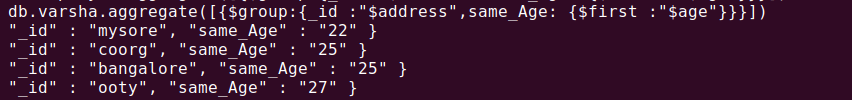 db.varsha.aggregate([{$group:{_id :"$address",same_Age: {$first :"$age"}}}])
"_id" : "mysore", "same_Age" : "22" }
"_id" : "coorg", "same_Age" : "25" }
"_id" : "bangalore", "same_Age" : "25" }
"_id" : "ooty", "same_Age" : "27" }